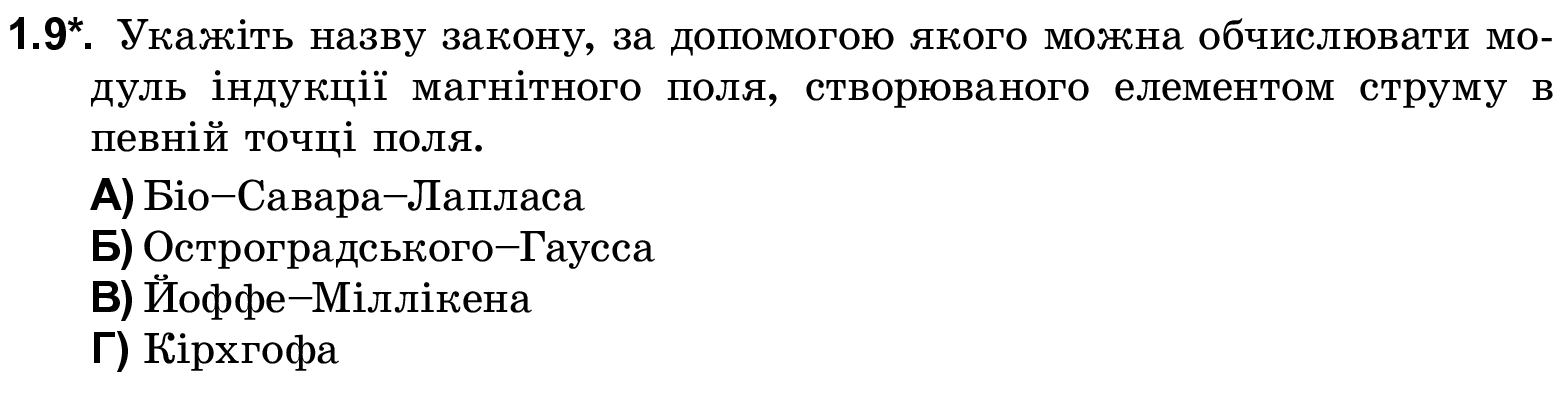 1.9*. Укажіть назву закону, за допомогою якого можна обчислювати мо-
дуль індукції магнітного поля, створюваного елементом струму в
певній точці поля.
А) Біо–Савара–Лапласа
Б) Остроградського–Гаусса
В) Йоффе–Міллікена
Г) Кірхгофа